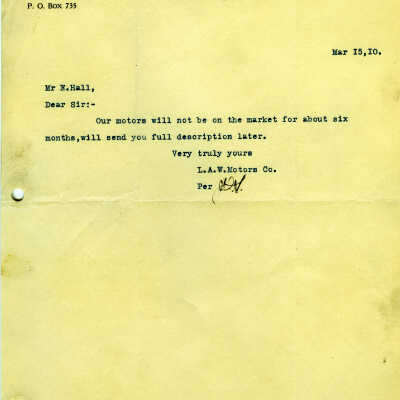 P. O. Box 735
Mar 15,10.
Mr E.Hall,
Dear Sir:-
Our motors will not be on the market for about six
months,will send you full description later.
Very truly yours
L.A.W.Motors Co.
Per